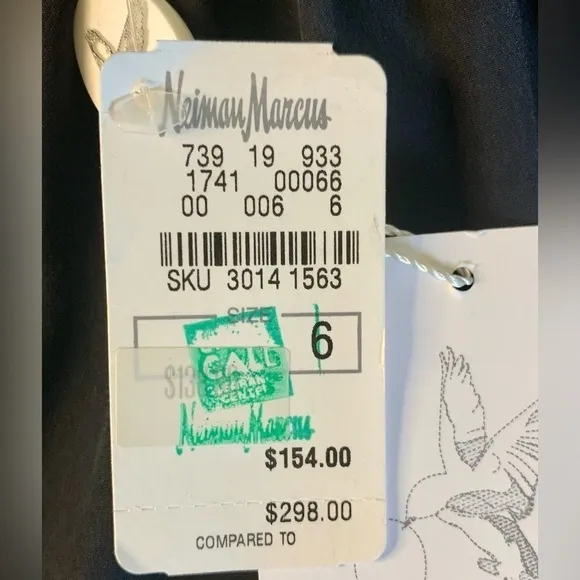 Neiman Marcus
739 19 933
1741 00066
00 006 6
SKU 3014 1563
SIZE
6
CALL
Neiman Marcus
$154.00
$298.00
COMPARED TO